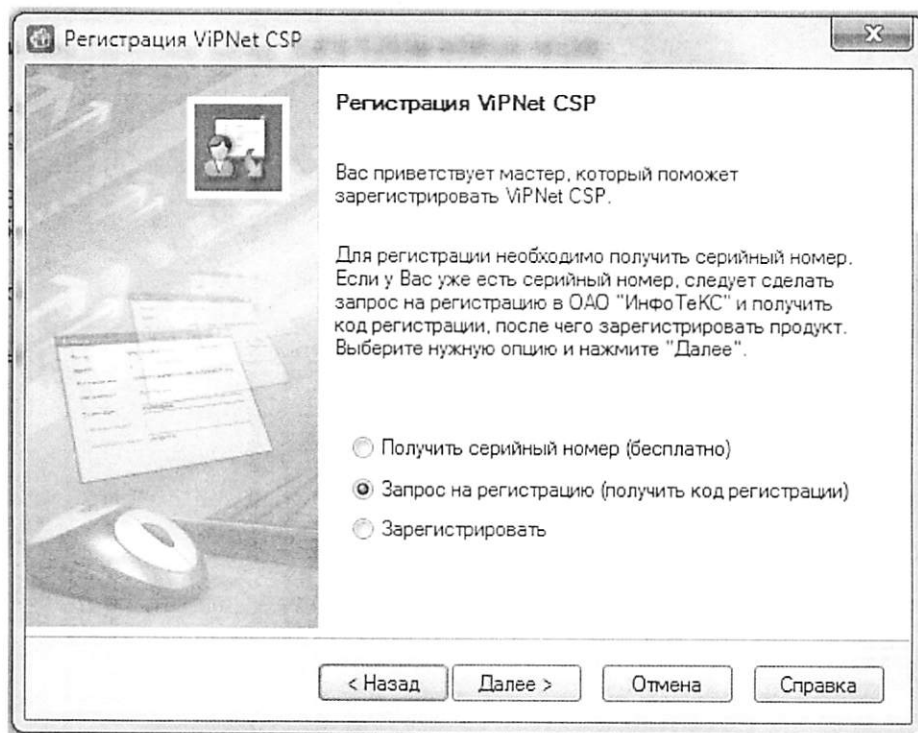 Регистрация ViPNet CSP
Регистрация ViPNet CSP
Вас приветствует мастер, который поможет
зарегистрировать ViPNet CSP.
Для регистрации необходимо получить серийный номер.
Если у Вас уже есть серийный номер, следует сделать
запрос на регистрацию в ОАО "ИнфоТеКС" и получить
код регистрации, после чего зарегистрировать продукт.
Выберите нужную опцию и нажмите "Далее".
Получить серийный номер (бесплатно)
Запрос на регистрацию (получить код регистрации)
Зарегистрировать
< Назад
Далее >
Отмена
Справка